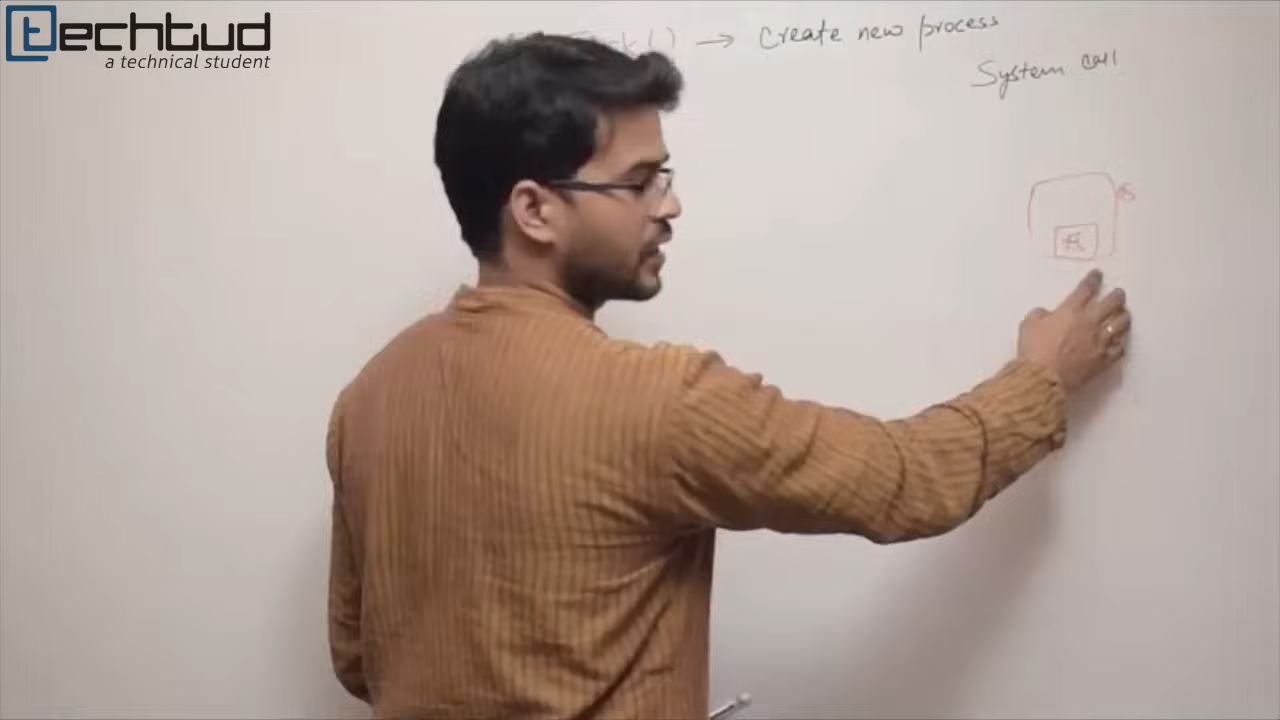 techtud
a technical student
→ Create new process
System call